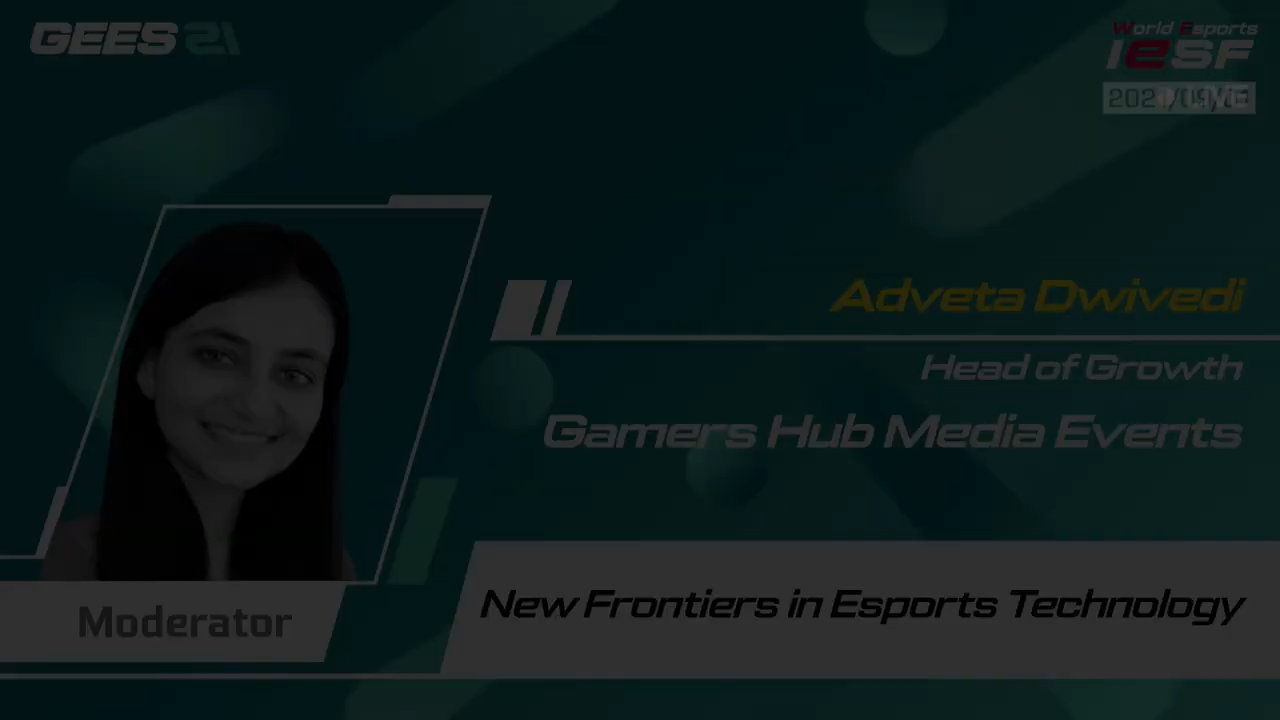 GEES 21
World Esports
IESF
LIVE
Adveta Dwivedi
Head of Growth
Gamers Hub Media Events
New Frontiers in Esports Technology
Moderator